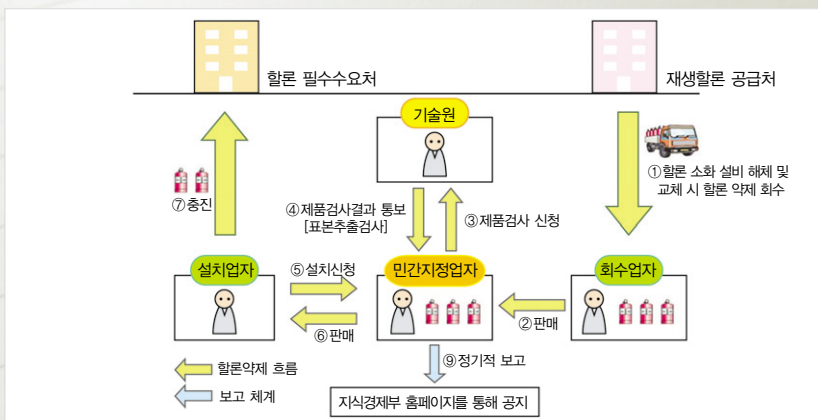 할론 필수수요처
재생할론 공급처
기술원
①할론 소화 설비 해체 및
교체 시 할론 약제 회수
⑦충진
④제품검사결과 통보
[표본추출검사]
③제품검사 신청
설치업자
⑤설치신청
민간지정업자
회수업자
②판매
⑥판매
할론약제 흐름
⑨정기적 보고
보고 체계
지식경제부 홈페이지를 통해 공지